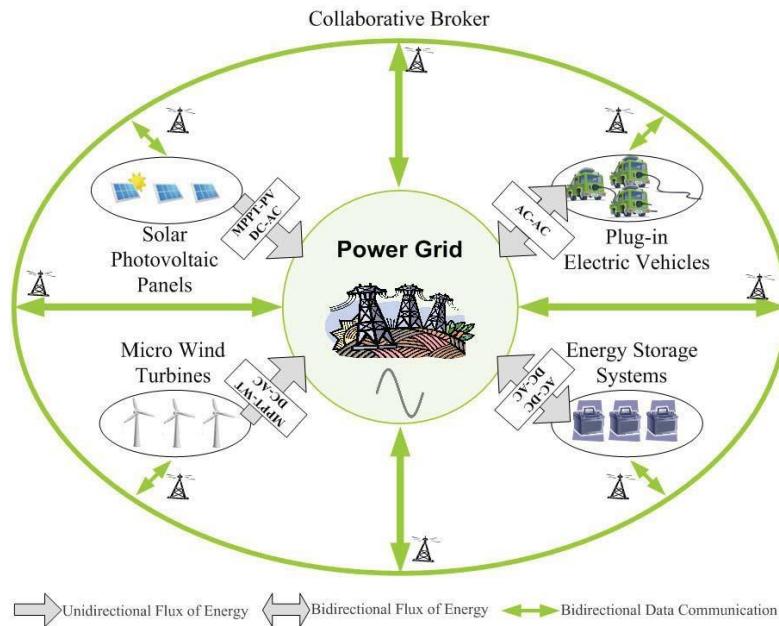 Collaborative Broker
MPPT-PV
DC-AC
AC-AC
Solar
Photovoltaic
Panels
Power Grid
Plug-in
Electric Vehicles
Micro Wind
Turbines
Energy Storage
Systems
MPPT-WT
DC-AC
AC-DC
DC-AC
Unidirectional Flux of Energy
Bidirectional Flux of Energy
Bidirectional Data Communication